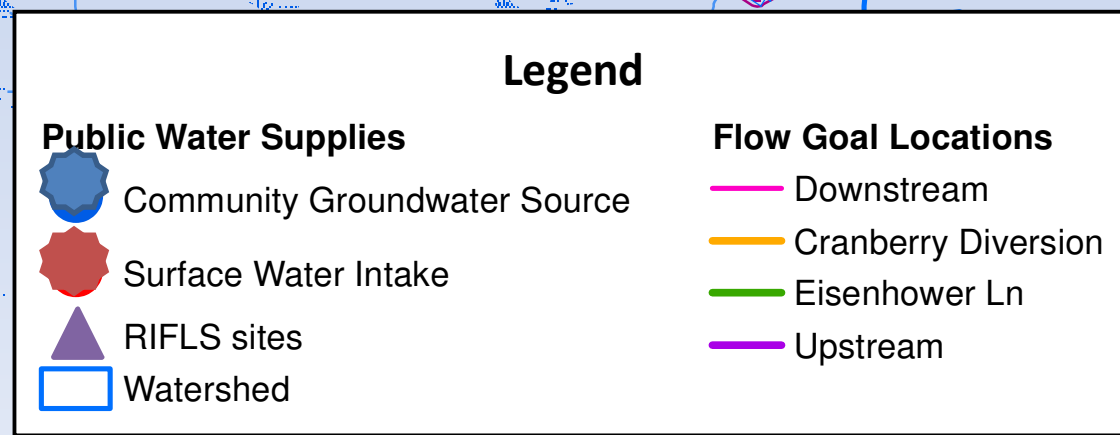 Legend
Public Water Supplies
Community Groundwater Source
Surface Water Intake
RIFLS sites
Watershed
Flow Goal Locations
Downstream
Cranberry Diversion
Eisenhower Ln
Upstream